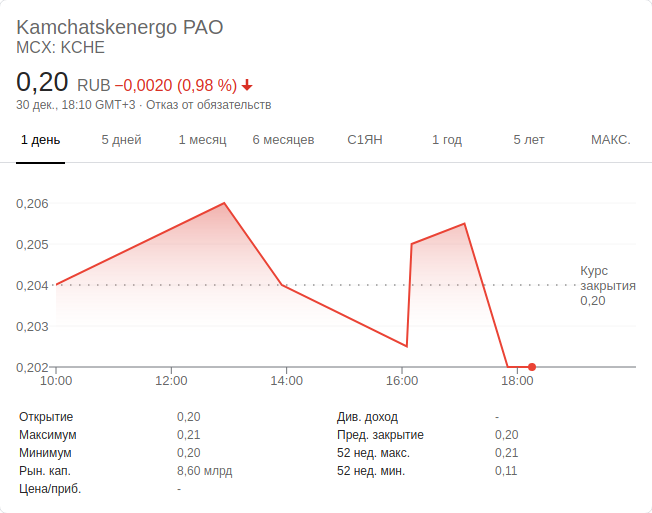 Kamchatskenergo PAO
MCX: KCHE
0,20 RUB −0,0020 (0,98 %)
30 дек., 18:10 GMT+3 · Отказ от обязательств
1 день 5 дней 1 месяц 6 месяцев С1ЯН 1 год 5 лет МАКС.
0,206
0,205
0,204
0,203
0,202
Курс
закрытия
0,20
10:00 12:00 14:00 16:00 18:00
Открытие 0,20
Максимум 0,21
Минимум 0,20
Рын. кап. 8,60 млрд
Цена/приб. -
Див. доход -
Пред. закрытие 0,20
52 нед. макс. 0,21
52 нед. мин. 0,11